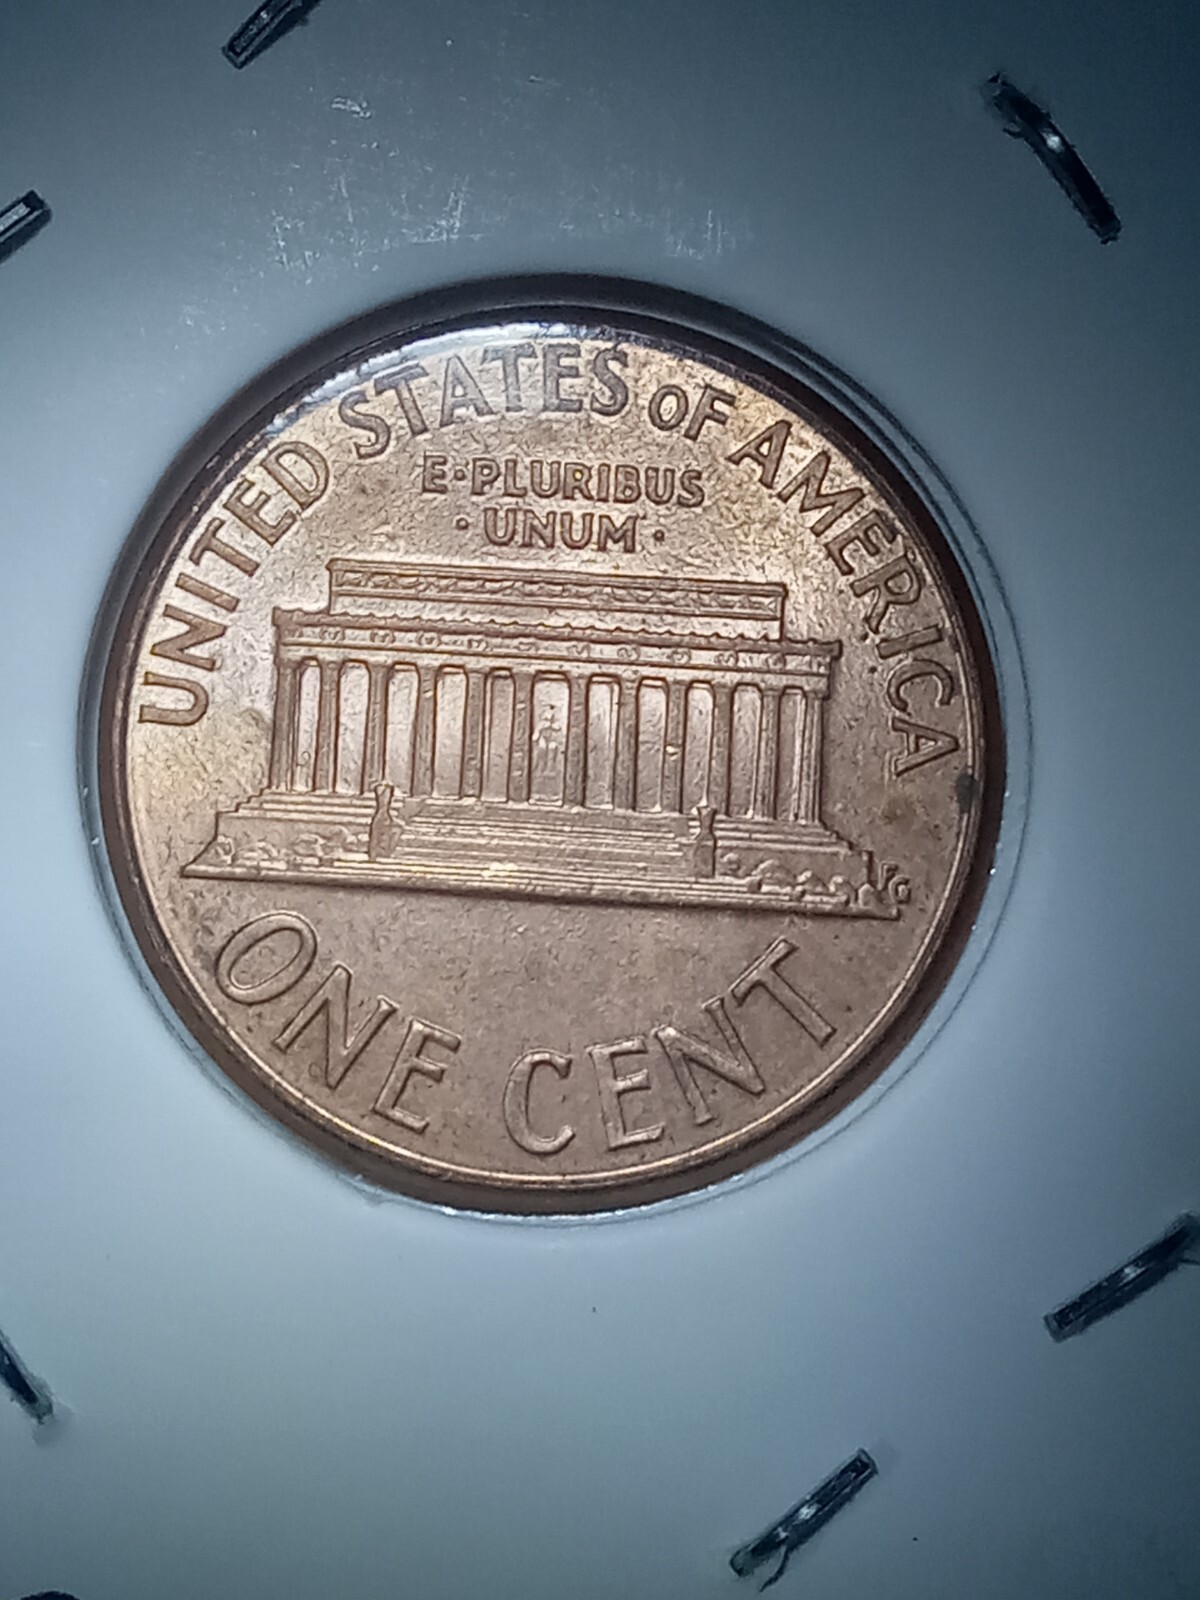 UNITED STATES OF AMERICA
E·PLURIBUS
·UNUM·
FG
ONE CENT